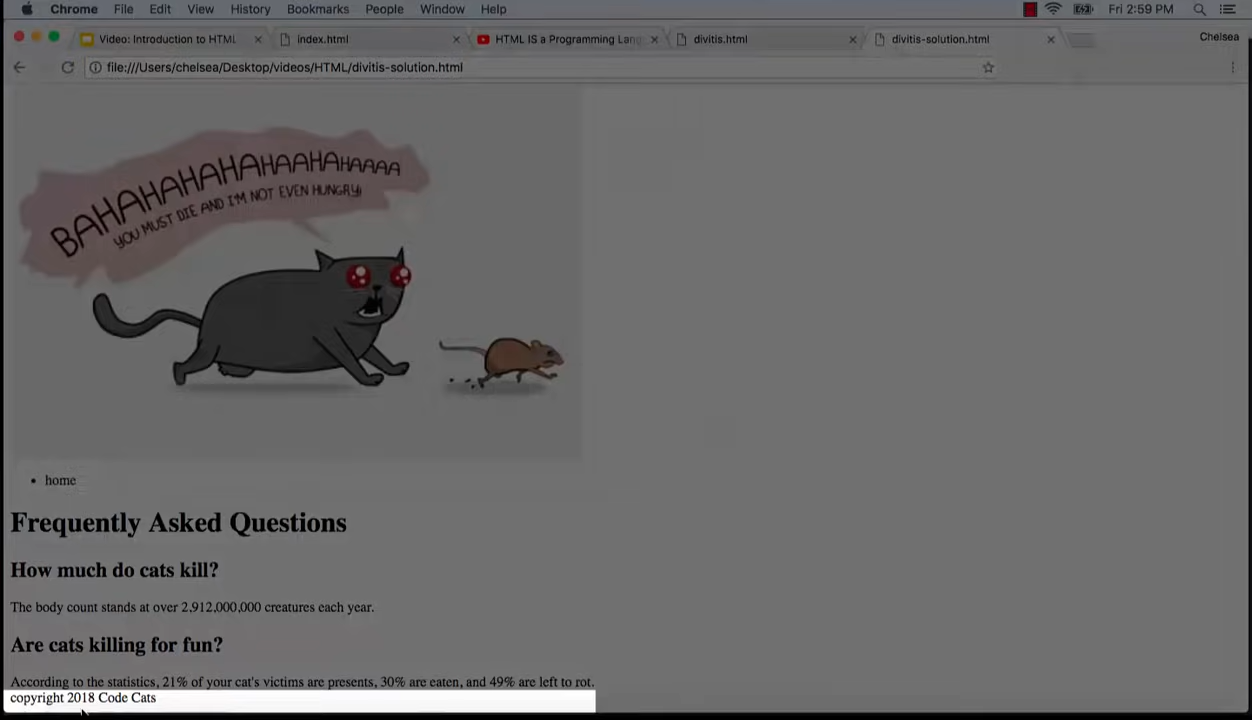 Chrome File Edit View History Bookmarks People Window Help Fri 2:59 PM
Video: Introduction to HTML index.html HTML IS a Programming Lang divitis.html divitis-solution.html Chelsea
file:///Users/chelsea/Desktop/videos/HTML/divitis-solution.html
BAHAHAHAHAHAAHAHAAAA
YOU MUST DIE AND I'M NOT EVEN HUNGRY!
home
Frequently Asked Questions
How much do cats kill?
The body count stands at over 2,912,000,000 creatures each year.
Are cats killing for fun?
According to the statistics, 21% of your cat's victims are presents, 30% are eaten, and 49% are left to rot.
copyright 2018 Code Cats